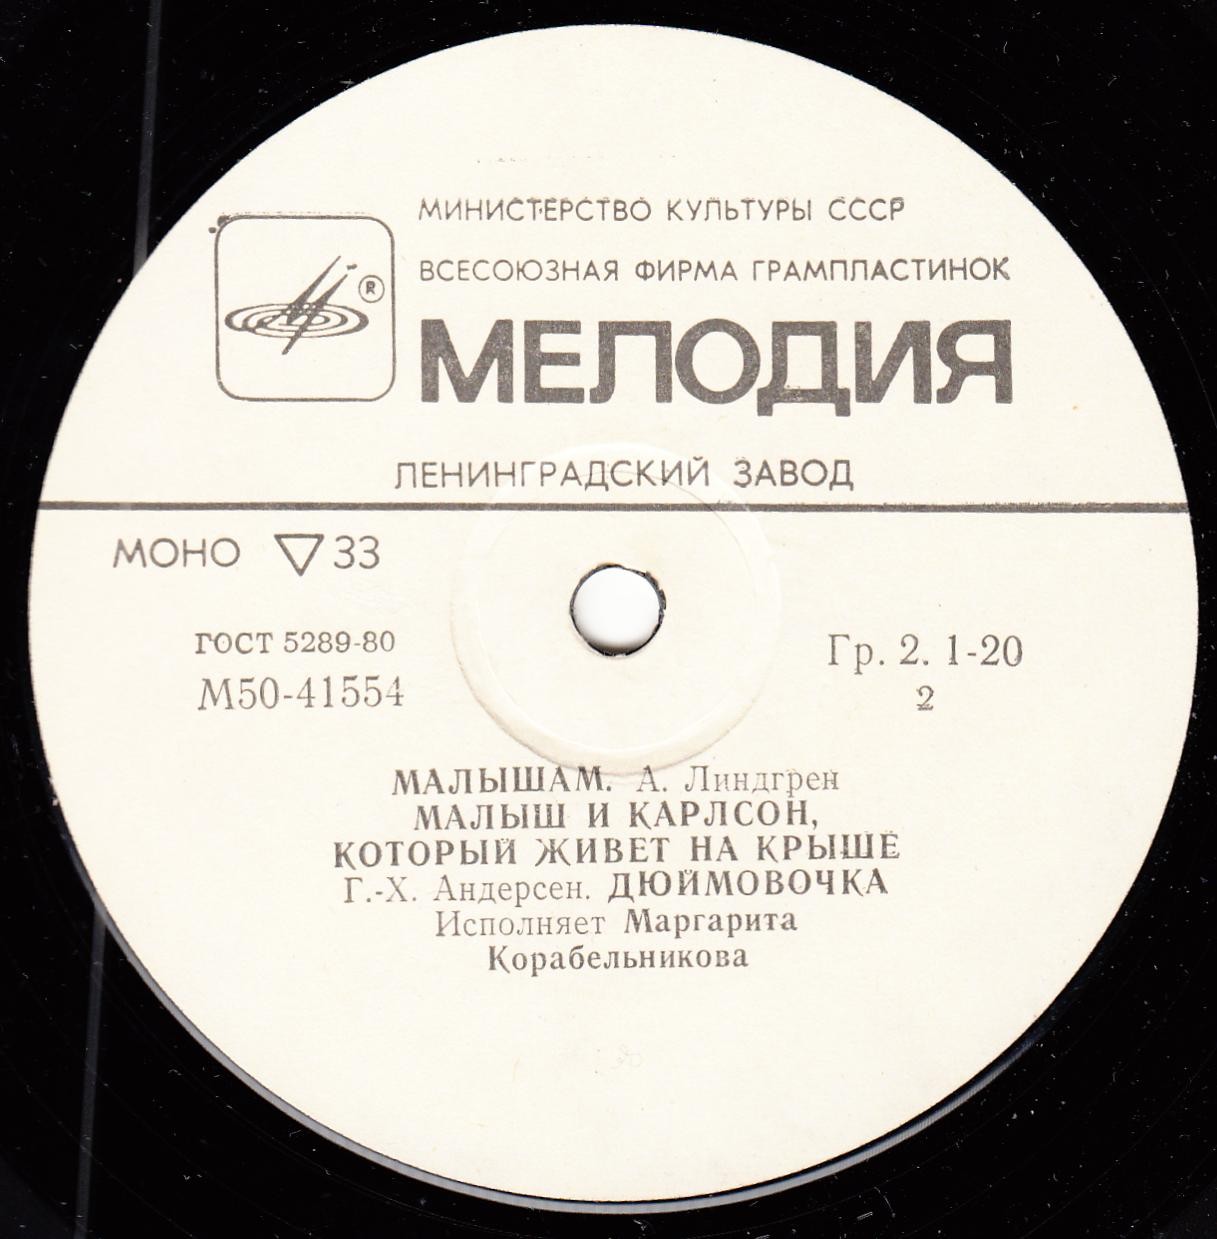 МИНИСТЕРСТВО КУЛЬТУРЫ СССР
ВСЕСОЮЗНАЯ ФИРМА ГРАМПЛАСТИНОК
®
МЕЛОДИЯ
ЛЕНИНГРАДСКИЙ ЗАВОД
МОНО ▽ 33
ГОСТ 5289-80
М50-41554
Гр. 2. 1-20
2
МАЛЫШАМ. А. Линдгрен
МАЛЫШ И КАРЛСОН,
КОТОРЫЙ ЖИВЕТ НА КРЫШЕ
Г.-Х. Андерсен. ДЮЙМОВОЧКА
Исполняет Маргарита
Корабельникова